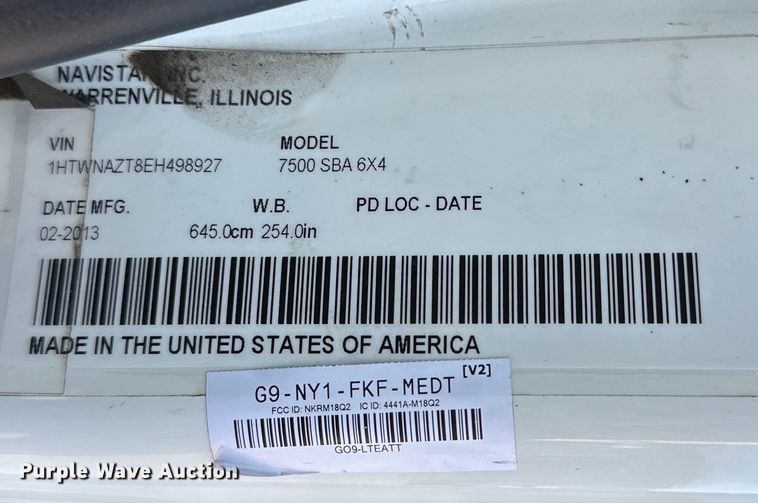 NAVISTAR, INC.
WARRENVILLE, ILLINOIS
VIN MODEL
1HTWNAZT8EH498927 7500 SBA 6X4
DATE MFG. W.B. PD LOC - DATE
02-2013 645.0cm 254.0in
MADE IN THE UNITED STATES OF AMERICA
G9-NY1-FKF-MEDT [V2]
FCC ID: NKRM18Q2 IC ID: 4441A-M18Q2
GO9-LTEATT
Purple Wave Auction